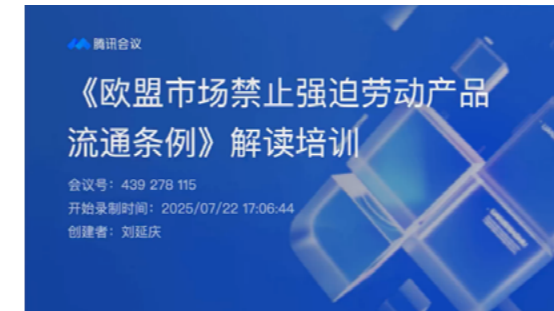 腾讯会议
《欧盟市场禁止强迫劳动产品
流通条例》解读培训
会议号：439 278 115
开始录制时间：2025/07/22 17:06:44
创建者：刘延庆